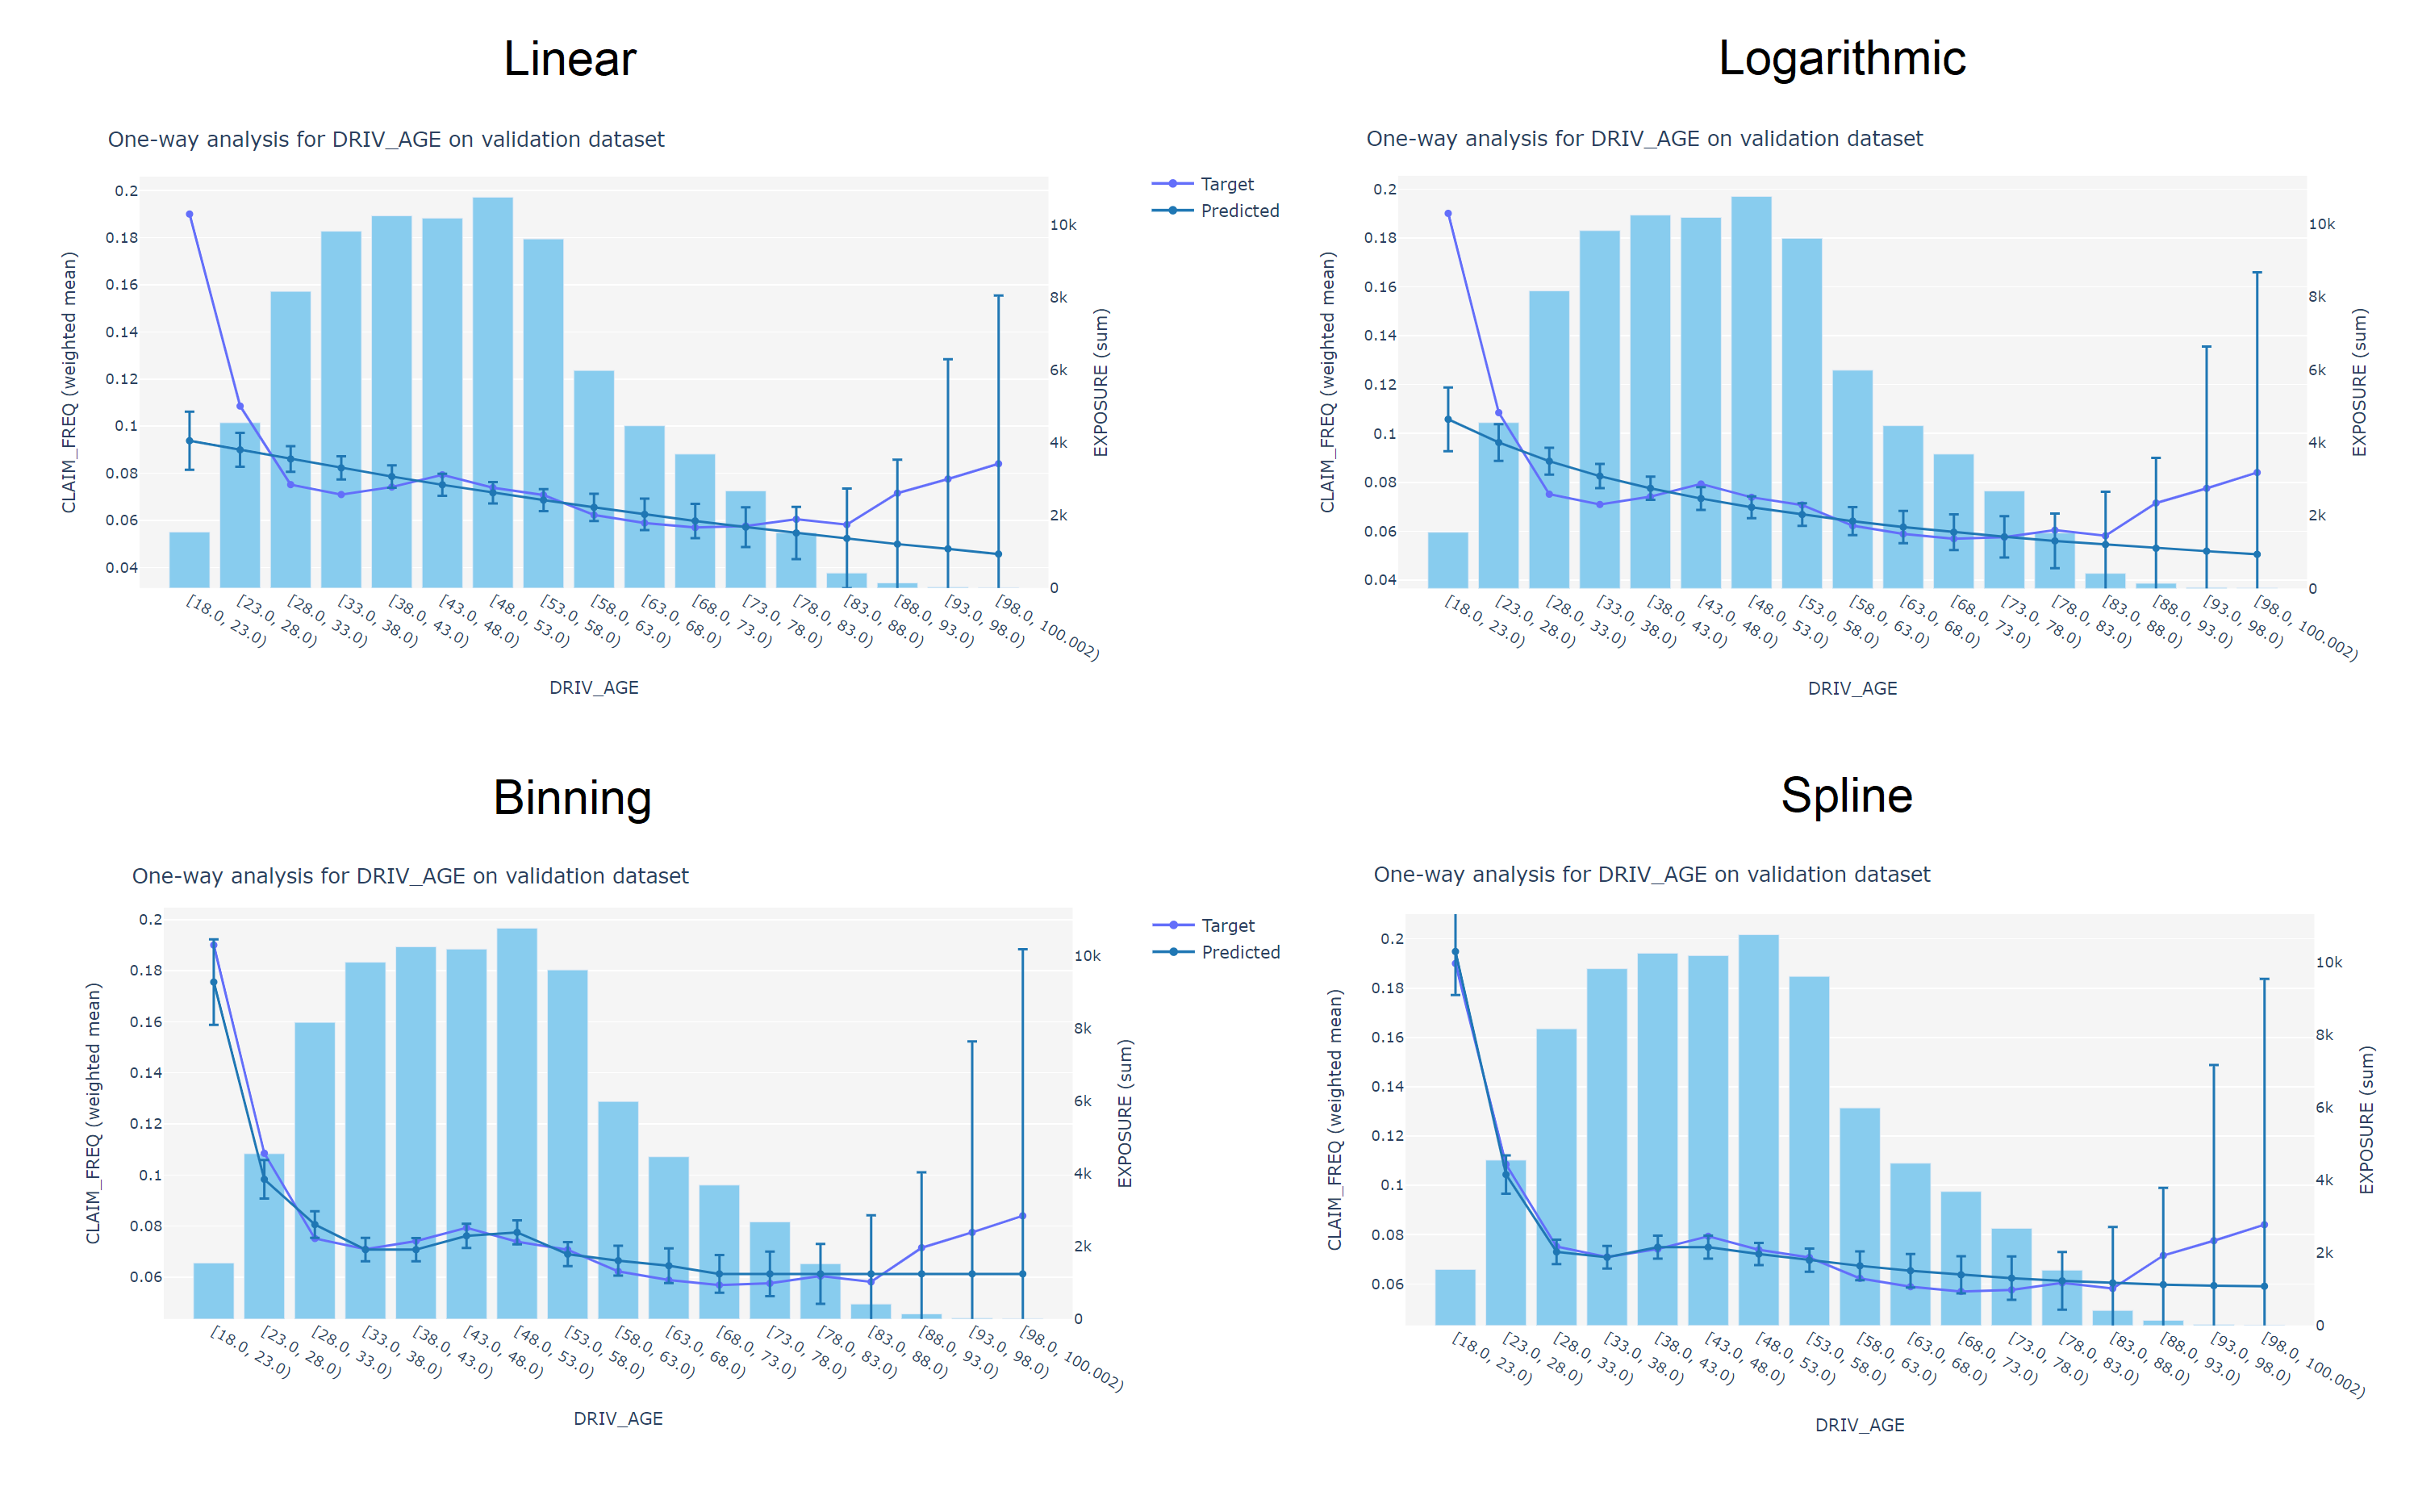 Linear
One-way analysis for DRIV_AGE on validation dataset
Target
Predicted
CLAIM_FREQ (weighted mean)
0.2
0.18
0.16
0.14
0.12
0.1
0.08
0.06
0.04
10k
8k
6k
4k
2k
0
EXPOSURE (sum)
[18.0, 23.0)
[23.0, 28.0)
[28.0, 33.0)
[33.0, 38.0)
[38.0, 43.0)
[43.0, 48.0)
[48.0, 53.0)
[53.0, 58.0)
[58.0, 63.0)
[63.0, 68.0)
[68.0, 73.0)
[73.0, 78.0)
[78.0, 83.0)
[83.0, 88.0)
[88.0, 93.0)
[93.0, 98.0)
[98.0, 100.002)
DRIV_AGE
Logarithmic
One-way analysis for DRIV_AGE on validation dataset
CLAIM_FREQ (weighted mean)
0.2
0.18
0.16
0.14
0.12
0.1
0.08
0.06
0.04
10k
8k
6k
4k
2k
0
EXPOSURE (sum)
[18.0, 23.0)
[23.0, 28.0)
[28.0, 33.0)
[33.0, 38.0)
[38.0, 43.0)
[43.0, 48.0)
[48.0, 53.0)
[53.0, 58.0)
[58.0, 63.0)
[63.0, 68.0)
[68.0, 73.0)
[73.0, 78.0)
[78.0, 83.0)
[83.0, 88.0)
[88.0, 93.0)
[93.0, 98.0)
[98.0, 100.002)
DRIV_AGE
Binning
One-way analysis for DRIV_AGE on validation dataset
Target
Predicted
CLAIM_FREQ (weighted mean)
0.2
0.18
0.16
0.14
0.12
0.1
0.08
0.06
10k
8k
6k
4k
2k
0
EXPOSURE (sum)
[18.0, 23.0)
[23.0, 28.0)
[28.0, 33.0)
[33.0, 38.0)
[38.0, 43.0)
[43.0, 48.0)
[48.0, 53.0)
[53.0, 58.0)
[58.0, 63.0)
[63.0, 68.0)
[68.0, 73.0)
[73.0, 78.0)
[78.0, 83.0)
[83.0, 88.0)
[88.0, 93.0)
[93.0, 98.0)
[98.0, 100.002)
DRIV_AGE
Spline
One-way analysis for DRIV_AGE on validation dataset
CLAIM_FREQ (weighted mean)
0.2
0.18
0.16
0.14
0.12
0.1
0.08
0.06
10k
8k
6k
4k
2k
0
EXPOSURE (sum)
[18.0, 23.0)
[23.0, 28.0)
[28.0, 33.0)
[33.0, 38.0)
[38.0, 43.0)
[43.0, 48.0)
[48.0, 53.0)
[53.0, 58.0)
[58.0, 63.0)
[63.0, 68.0)
[68.0, 73.0)
[73.0, 78.0)
[78.0, 83.0)
[83.0, 88.0)
[88.0, 93.0)
[93.0, 98.0)
[98.0, 100.002)
DRIV_AGE